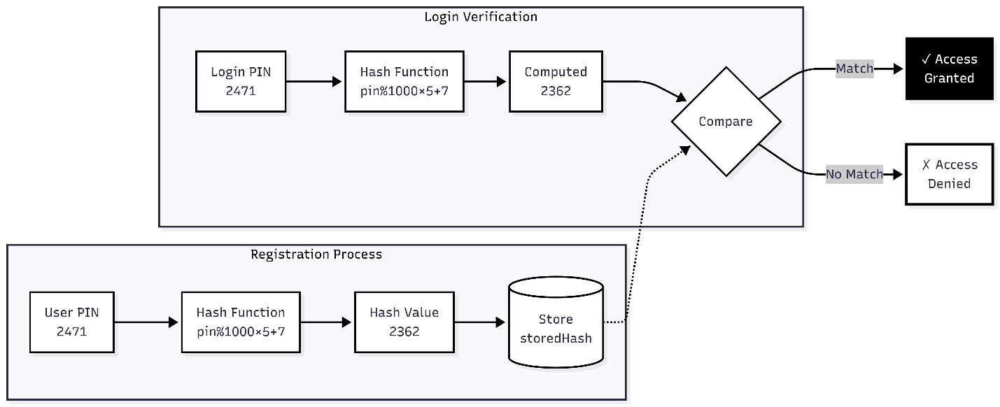 Login Verification
Login PIN
2471
Hash Function
pin%1000×5+7
Computed
2362
Compare
Match
✓ Access
Granted
No Match
✗ Access
Denied
Registration Process
User PIN
2471
Hash Function
pin%1000×5+7
Hash Value
2362
Store
storedHash